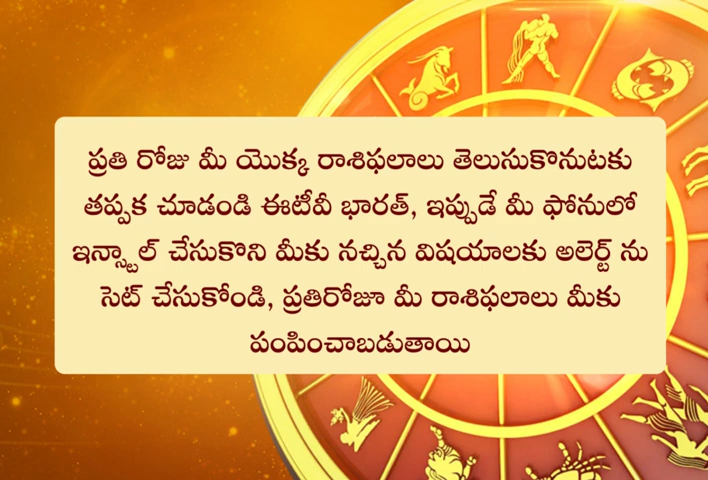 ప్రతి రోజు మీ యొక్క రాశిఫలాలు తెలుసుకొనుటకు
తప్పక చూడండి ఈటీవీ భారత్, ఇప్పుడే మీ ఫోనులో
ఇన్స్టాల్ చేసుకొని మీకు నచ్చిన విషయాలకు అలెర్ట్ ను
సెట్ చేసుకోండి, ప్రతిరోజూ మీ రాశిఫలాలు మీకు
పంపించాబడుతాయి